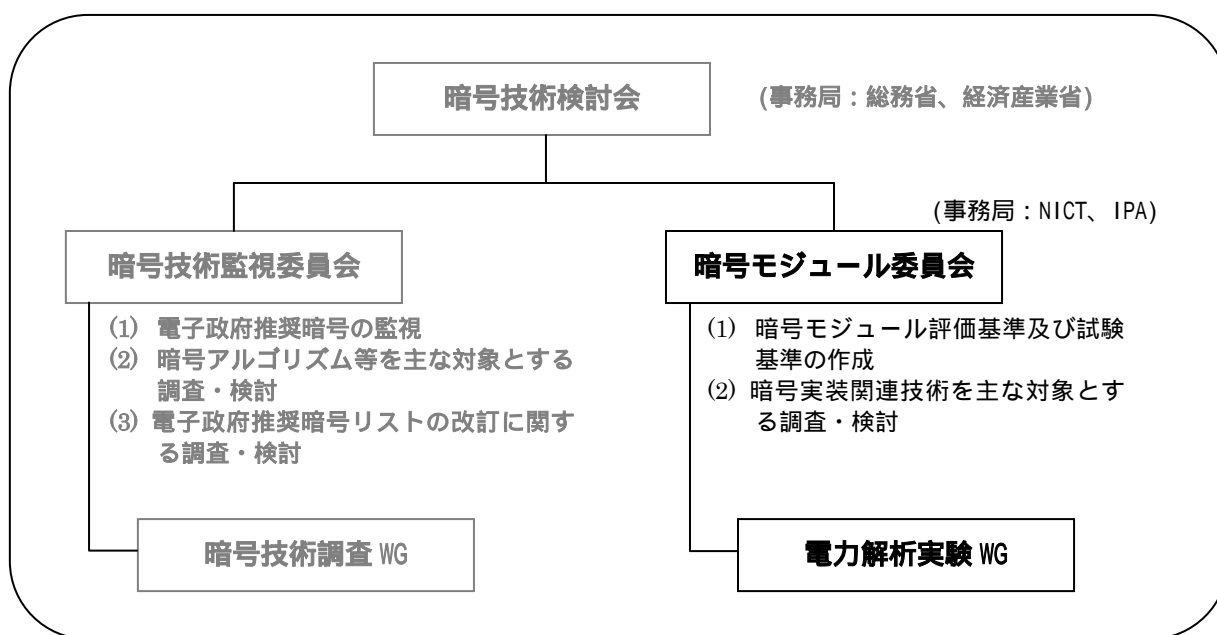 暗号技術検討会
(事務局：総務省、経済産業省)
(事務局：NICT、IPA)
暗号技術監視委員会
(1) 電子政府推奨暗号の監視
(2) 暗号アルゴリズム等を主な対象とする
調査・検討
(3) 電子政府推奨暗号リストの改訂に関す
る調査・検討
暗号技術調査 WG
暗号モジュール委員会
(1) 暗号モジュール評価基準及び試験
基準の作成
(2) 暗号実装関連技術を主な対象とす
る調査・検討
電力解析実験 WG